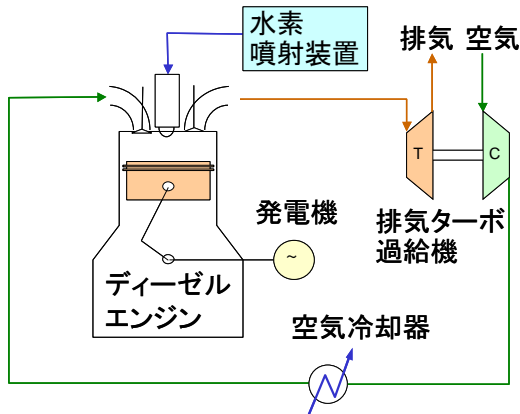 水素
噴射装置
排気
空気
T
C
発電機
~
排気ターボ
過給機
ディーゼル
エンジン
空気冷却器